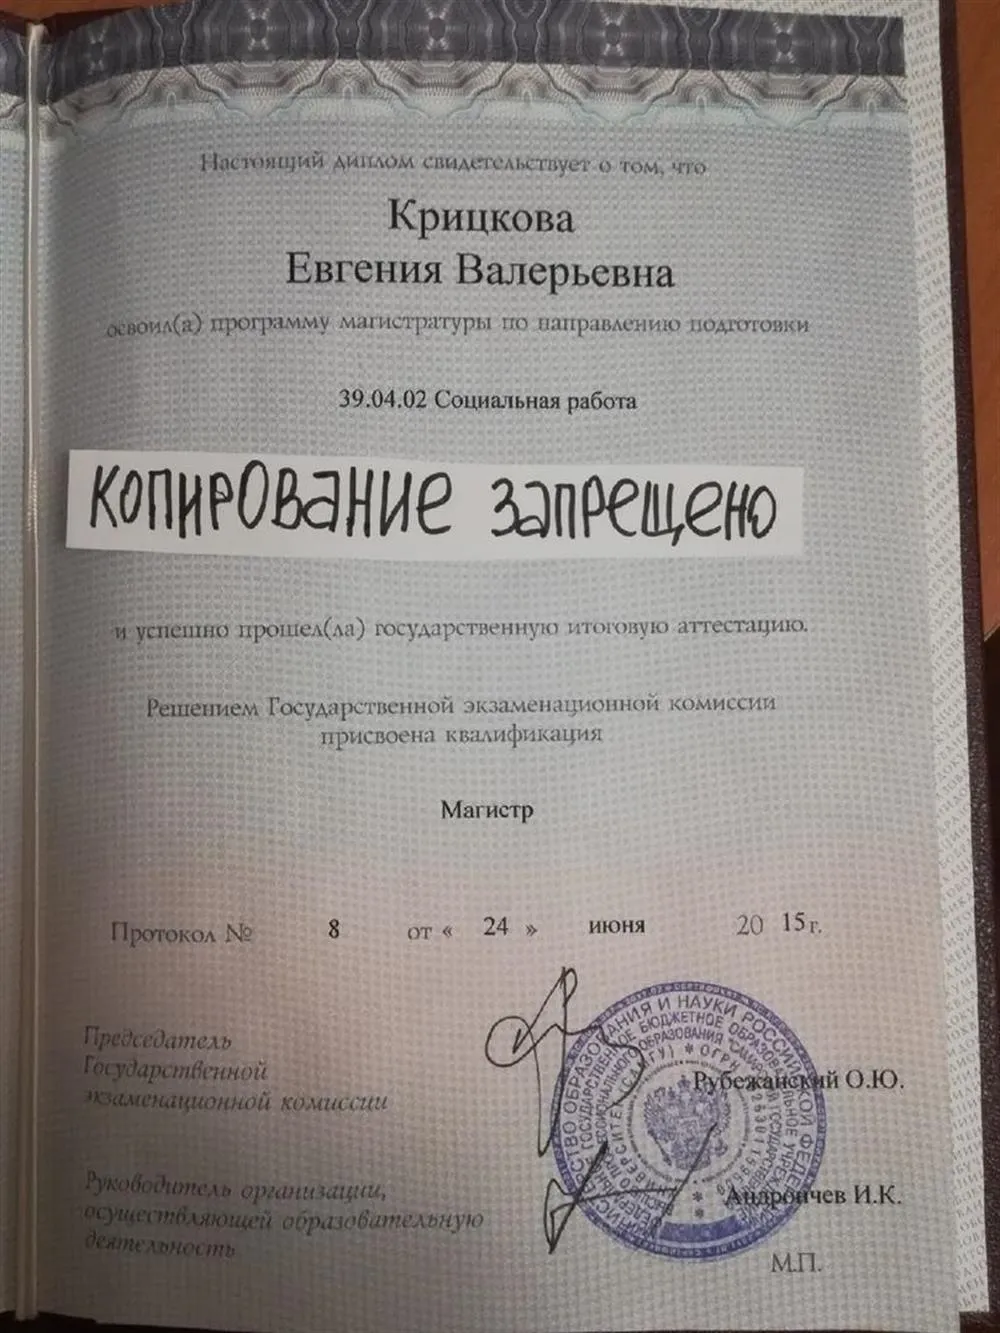 Настоящий диплом свидетельствует о том, что
Крицкова
Евгения Валерьевна
освоил(а) программу магистратуры по направлению подготовки
39.04.02 Социальная работа
КОПИРОВАНИЕ ЗАПРЕЩЕНО
и успешно прошел(ла) государственную итоговую аттестацию.
Решением Государственной экзаменационной комиссии
присвоена квалификация
Магистр
Протокол № 8 от « 24 » июня 2015 г.
Председатель
Государственной
экзаменационной комиссии
Рубежанский О.Ю.
Руководитель организации,
осуществляющей образовательную
деятельность
Андрончев И.К.
М.П.